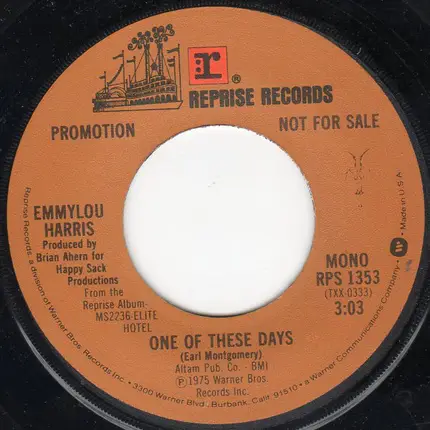 r®
REPRISE RECORDS
PROMOTION
NOT FOR SALE
EMMYLOU
HARRIS
Produced by
Brian Ahern for
Happy Sack
Productions
From the
Reprise Album-
MS2236-ELITE
HOTEL
MONO
RPS 1353
(TXX-0333)
3:03
ONE OF THESE DAYS
(Earl Montgomery)
Altam Pub. Co. - BMI
Ⓟ1975 Warner Bros.
Records Inc.
Reprise Records, a division of Warner Bros. Records Inc. • 3300 Warner Blvd., Burbank, Calif. 91510 • a Warner Communications Company. W • Made in U.S.A.